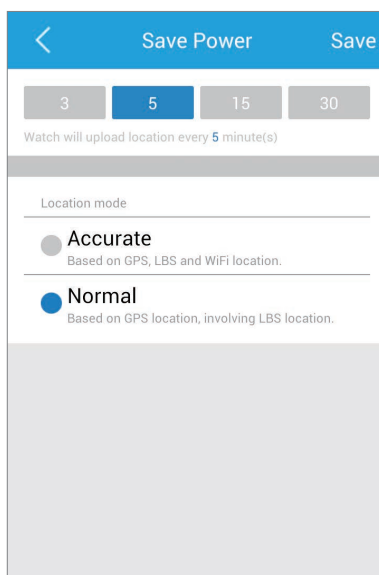 Save Power Save
3 5 15 30
Watch will upload location every 5 minute(s)
Location mode
Accurate
Based on GPS, LBS and WiFi location.
Normal
Based on GPS location, involving LBS location.